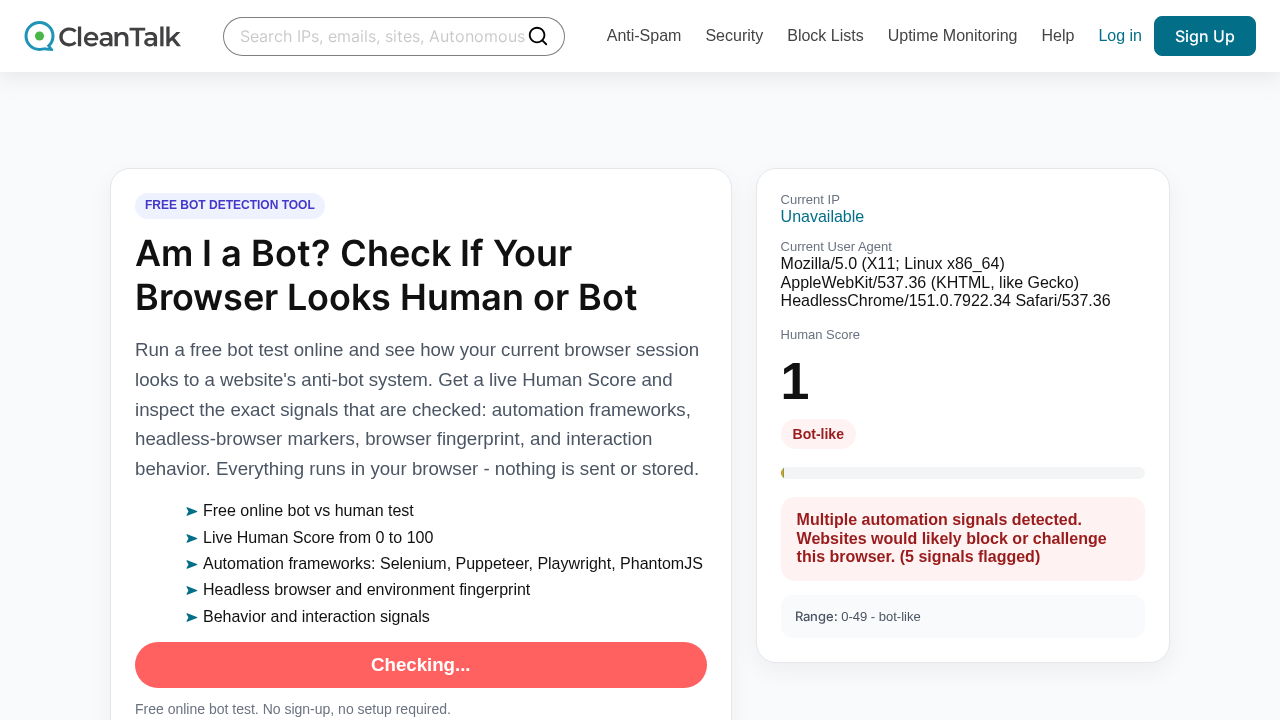 CleanTalk
Search IPs, emails, sites, Autonomous
Anti-Spam
Security
Block Lists
Uptime Monitoring
Help
Log in
Sign Up
FREE BOT DETECTION TOOL
Am I a Bot? Check If Your
Browser Looks Human or Bot
Run a free bot test online and see how your current browser session
looks to a website's anti-bot system. Get a live Human Score and
inspect the exact signals that are checked: automation frameworks,
headless-browser markers, browser fingerprint, and interaction
behavior. Everything runs in your browser - nothing is sent or stored.
Free online bot vs human test
Live Human Score from 0 to 100
Automation frameworks: Selenium, Puppeteer, Playwright, PhantomJS
Headless browser and environment fingerprint
Behavior and interaction signals
Checking...
Free online bot test. No sign-up, no setup required.
Current IP
Unavailable
Current User Agent
Mozilla/5.0 (X11; Linux x86_64)
AppleWebKit/537.36 (KHTML, like Gecko)
HeadlessChrome/151.0.7922.34 Safari/537.36
Human Score
1
Bot-like
Multiple automation signals detected.
Websites would likely block or challenge
this browser. (5 signals flagged)
Range: 0-49 - bot-like